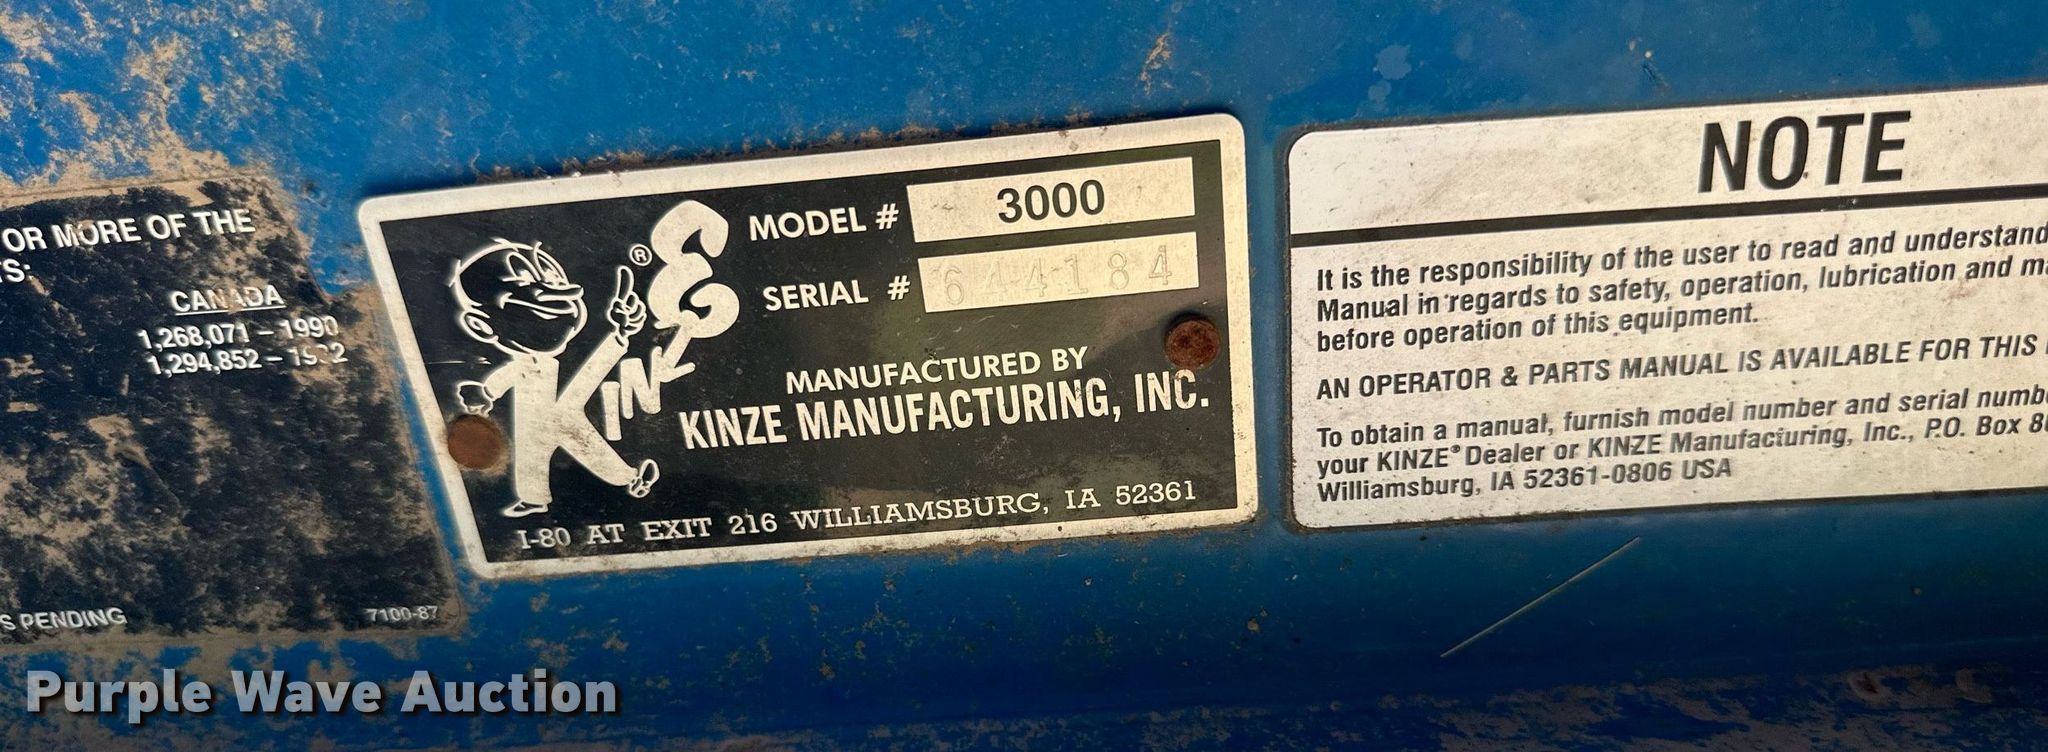 OR MORE OF THE
TS:
CANADA
1,268,071 – 1990
1,294,852 –
S PENDING
7100-87
KINZE®
MODEL # 3000
SERIAL # 644184
MANUFACTURED BY
KINZE MANUFACTURING, INC.
I-80 AT EXIT 216 WILLIAMSBURG, IA 52361
NOTE
It is the responsibility of the user to read and understand
Manual in regards to safety, operation, lubrication and
before operation of this equipment.
AN OPERATOR & PARTS MANUAL IS AVAILABLE FOR THIS
To obtain a manual, furnish model number and serial
your KINZE® Dealer or KINZE Manufacturing, Inc., P.O. Box
Williamsburg, IA 52361-0806 USA
Purple Wave Auction